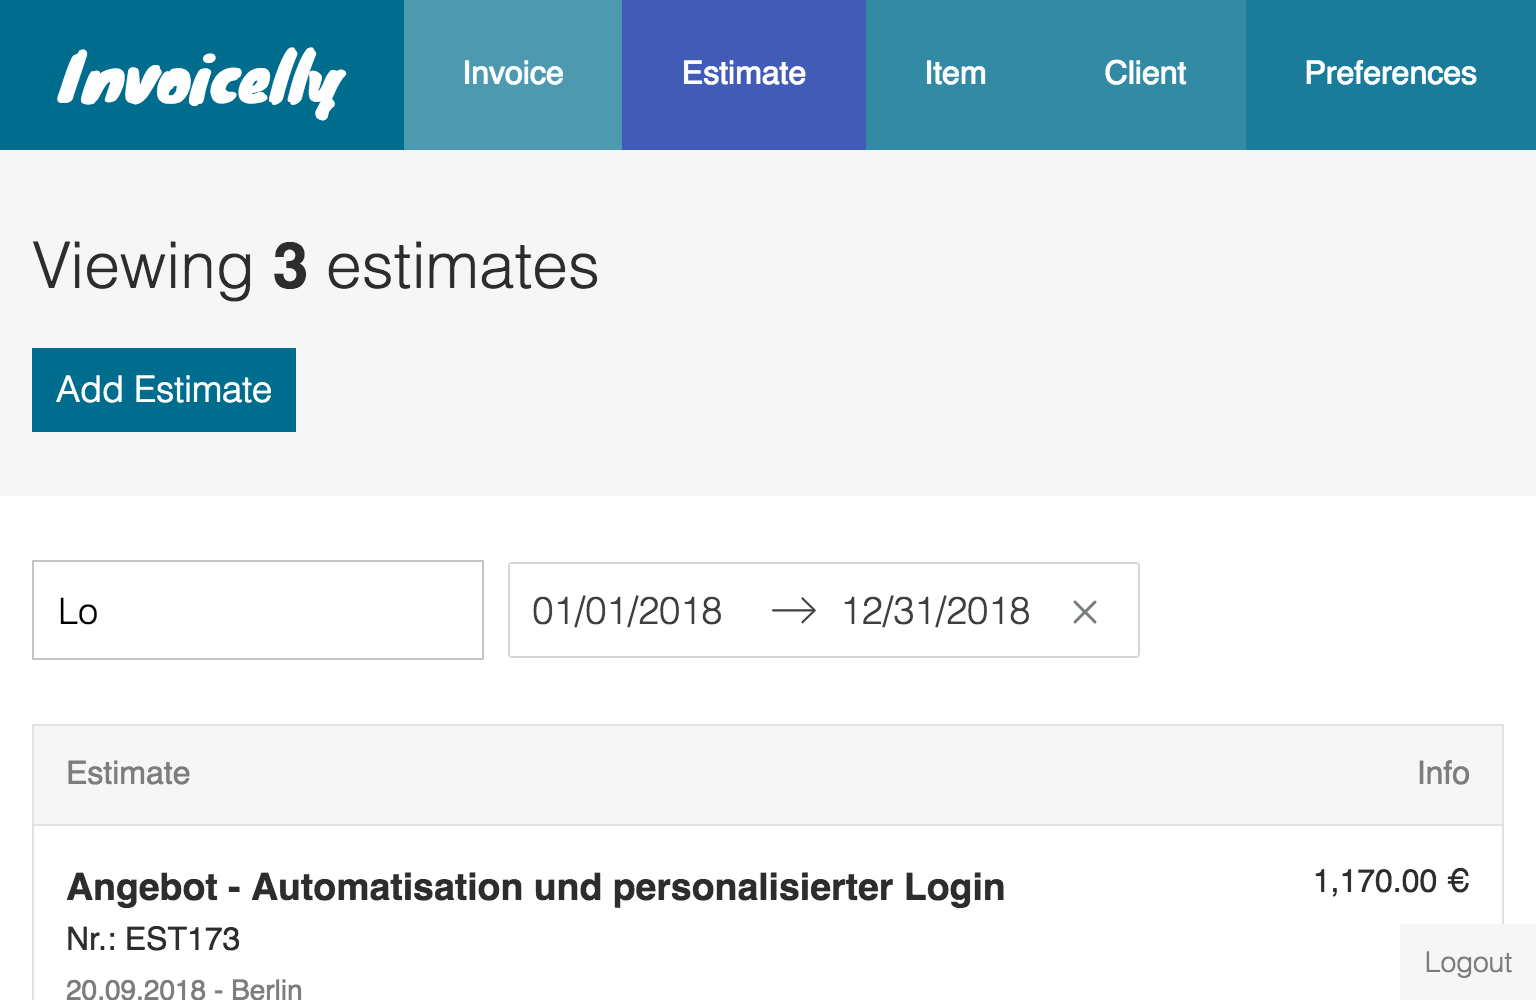 Invoicelly Invoice Estimate Item Client Preferences
Viewing 3 estimates
Add Estimate
Lo 01/01/2018 → 12/31/2018 ×
Estimate Info
Angebot - Automatisation und personalisierter Login 1,170.00 €
Nr.: EST173
20.09.2018 - Berlin
Logout